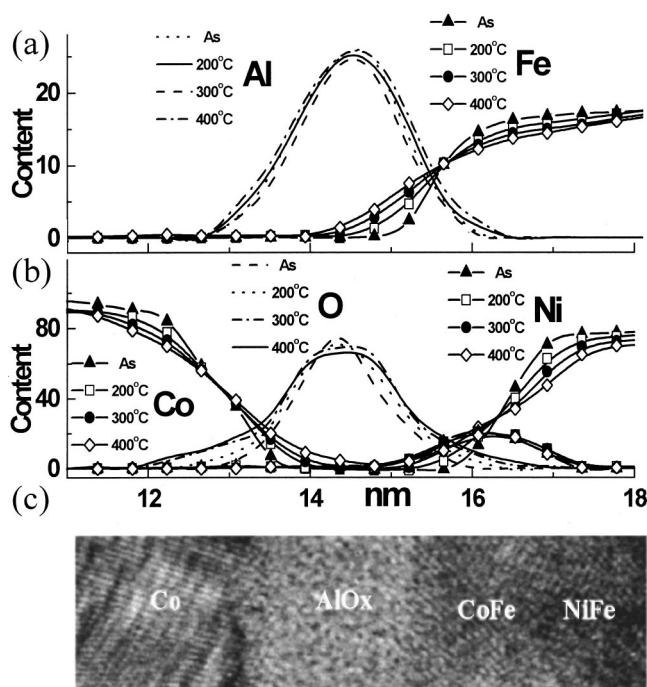 (a)
As
200°C
300°C
400°C
Al
As
200°C
300°C
400°C
Fe
Content
20
10
0
(b)
As
200°C
300°C
400°C
O
As
200°C
300°C
400°C
Ni
As
200°C
300°C
400°C
Co
Content
80
40
0
12
14
nm
16
18
(c)
Co
AlOx
CoFe
NiFe